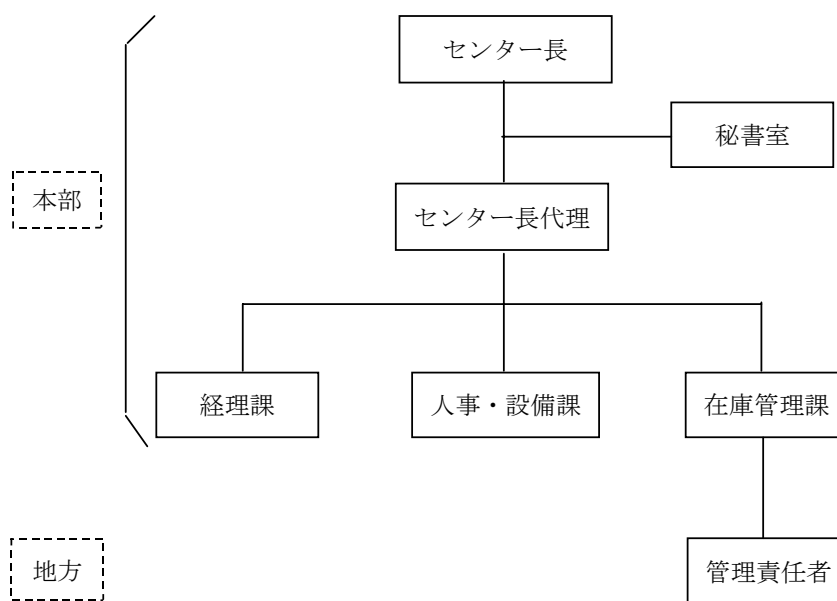 センター長
秘書室
本部
センター長代理
経理課
人事・設備課
在庫管理課
地方
管理責任者